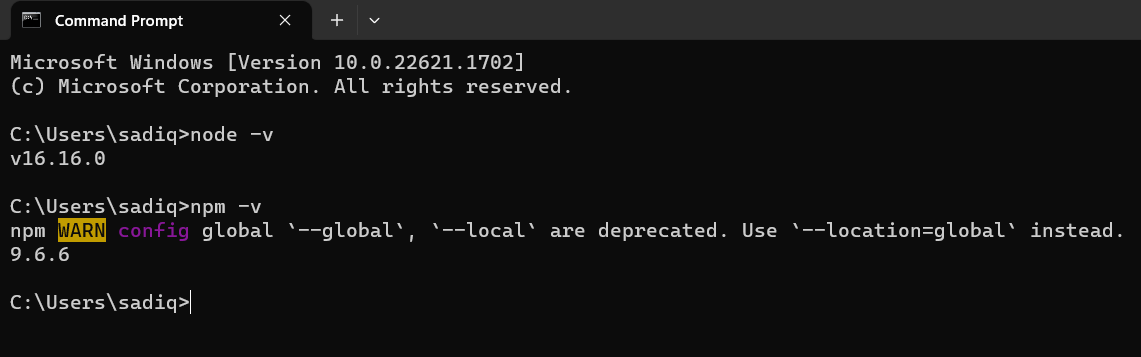 Command Prompt
Microsoft Windows [Version 10.0.22621.1702]
(c) Microsoft Corporation. All rights reserved.
C:\Users\sadiq>node -v
v16.16.0
C:\Users\sadiq>npm -v
npm WARN config global `--global`, `--local` are deprecated. Use `--location=global` instead.
9.6.6
C:\Users\sadiq>